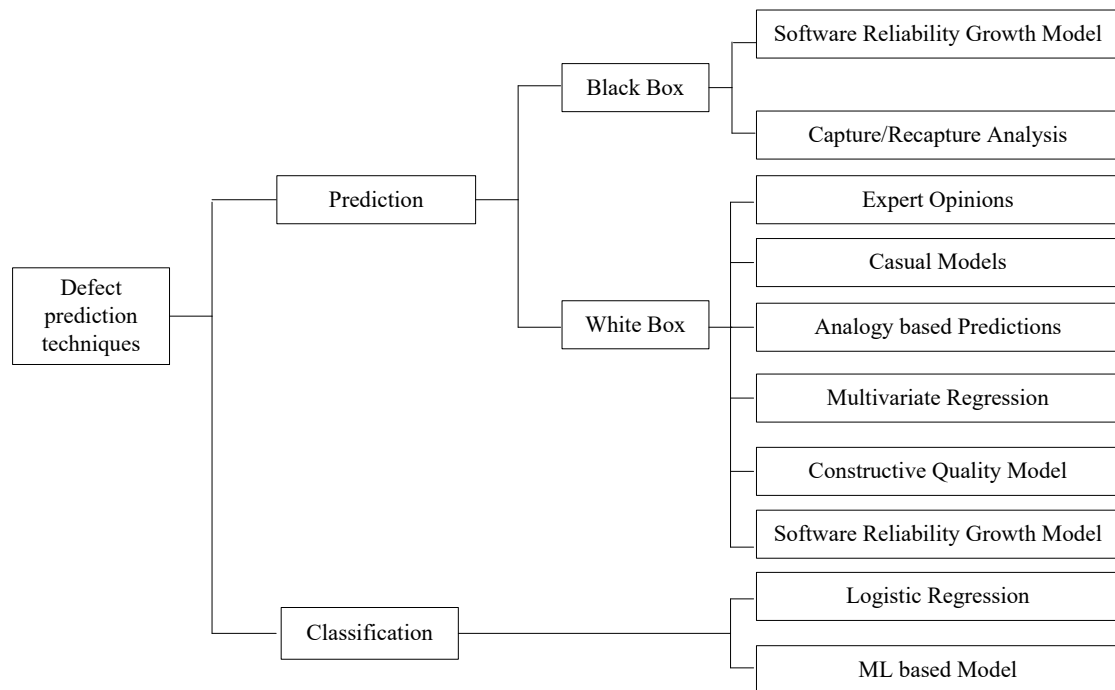 Software Reliability Growth Model
Black Box
Capture/Recapture Analysis
Prediction
Expert Opinions
Casual Models
Defect
prediction
techniques
White Box
Analogy based Predictions
Multivariate Regression
Constructive Quality Model
Software Reliability Growth Model
Logistic Regression
Classification
ML based Model